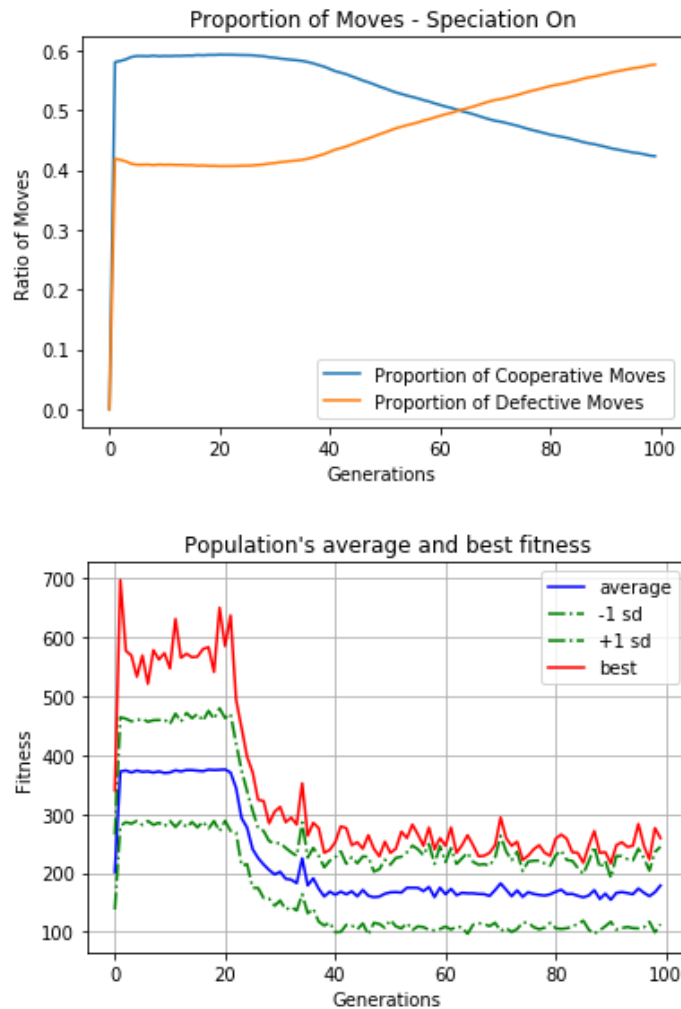 Proportion of Moves - Speciation On
Ratio of Moves
0.6
0.5
0.4
0.3
0.2
0.1
0.0
Proportion of Cooperative Moves
Proportion of Defective Moves
0 20 40 60 80 100
Generations
Population's average and best fitness
Fitness
700
600
500
400
300
200
100
average
-1 sd
+1 sd
best
0 20 40 60 80 100
Generations